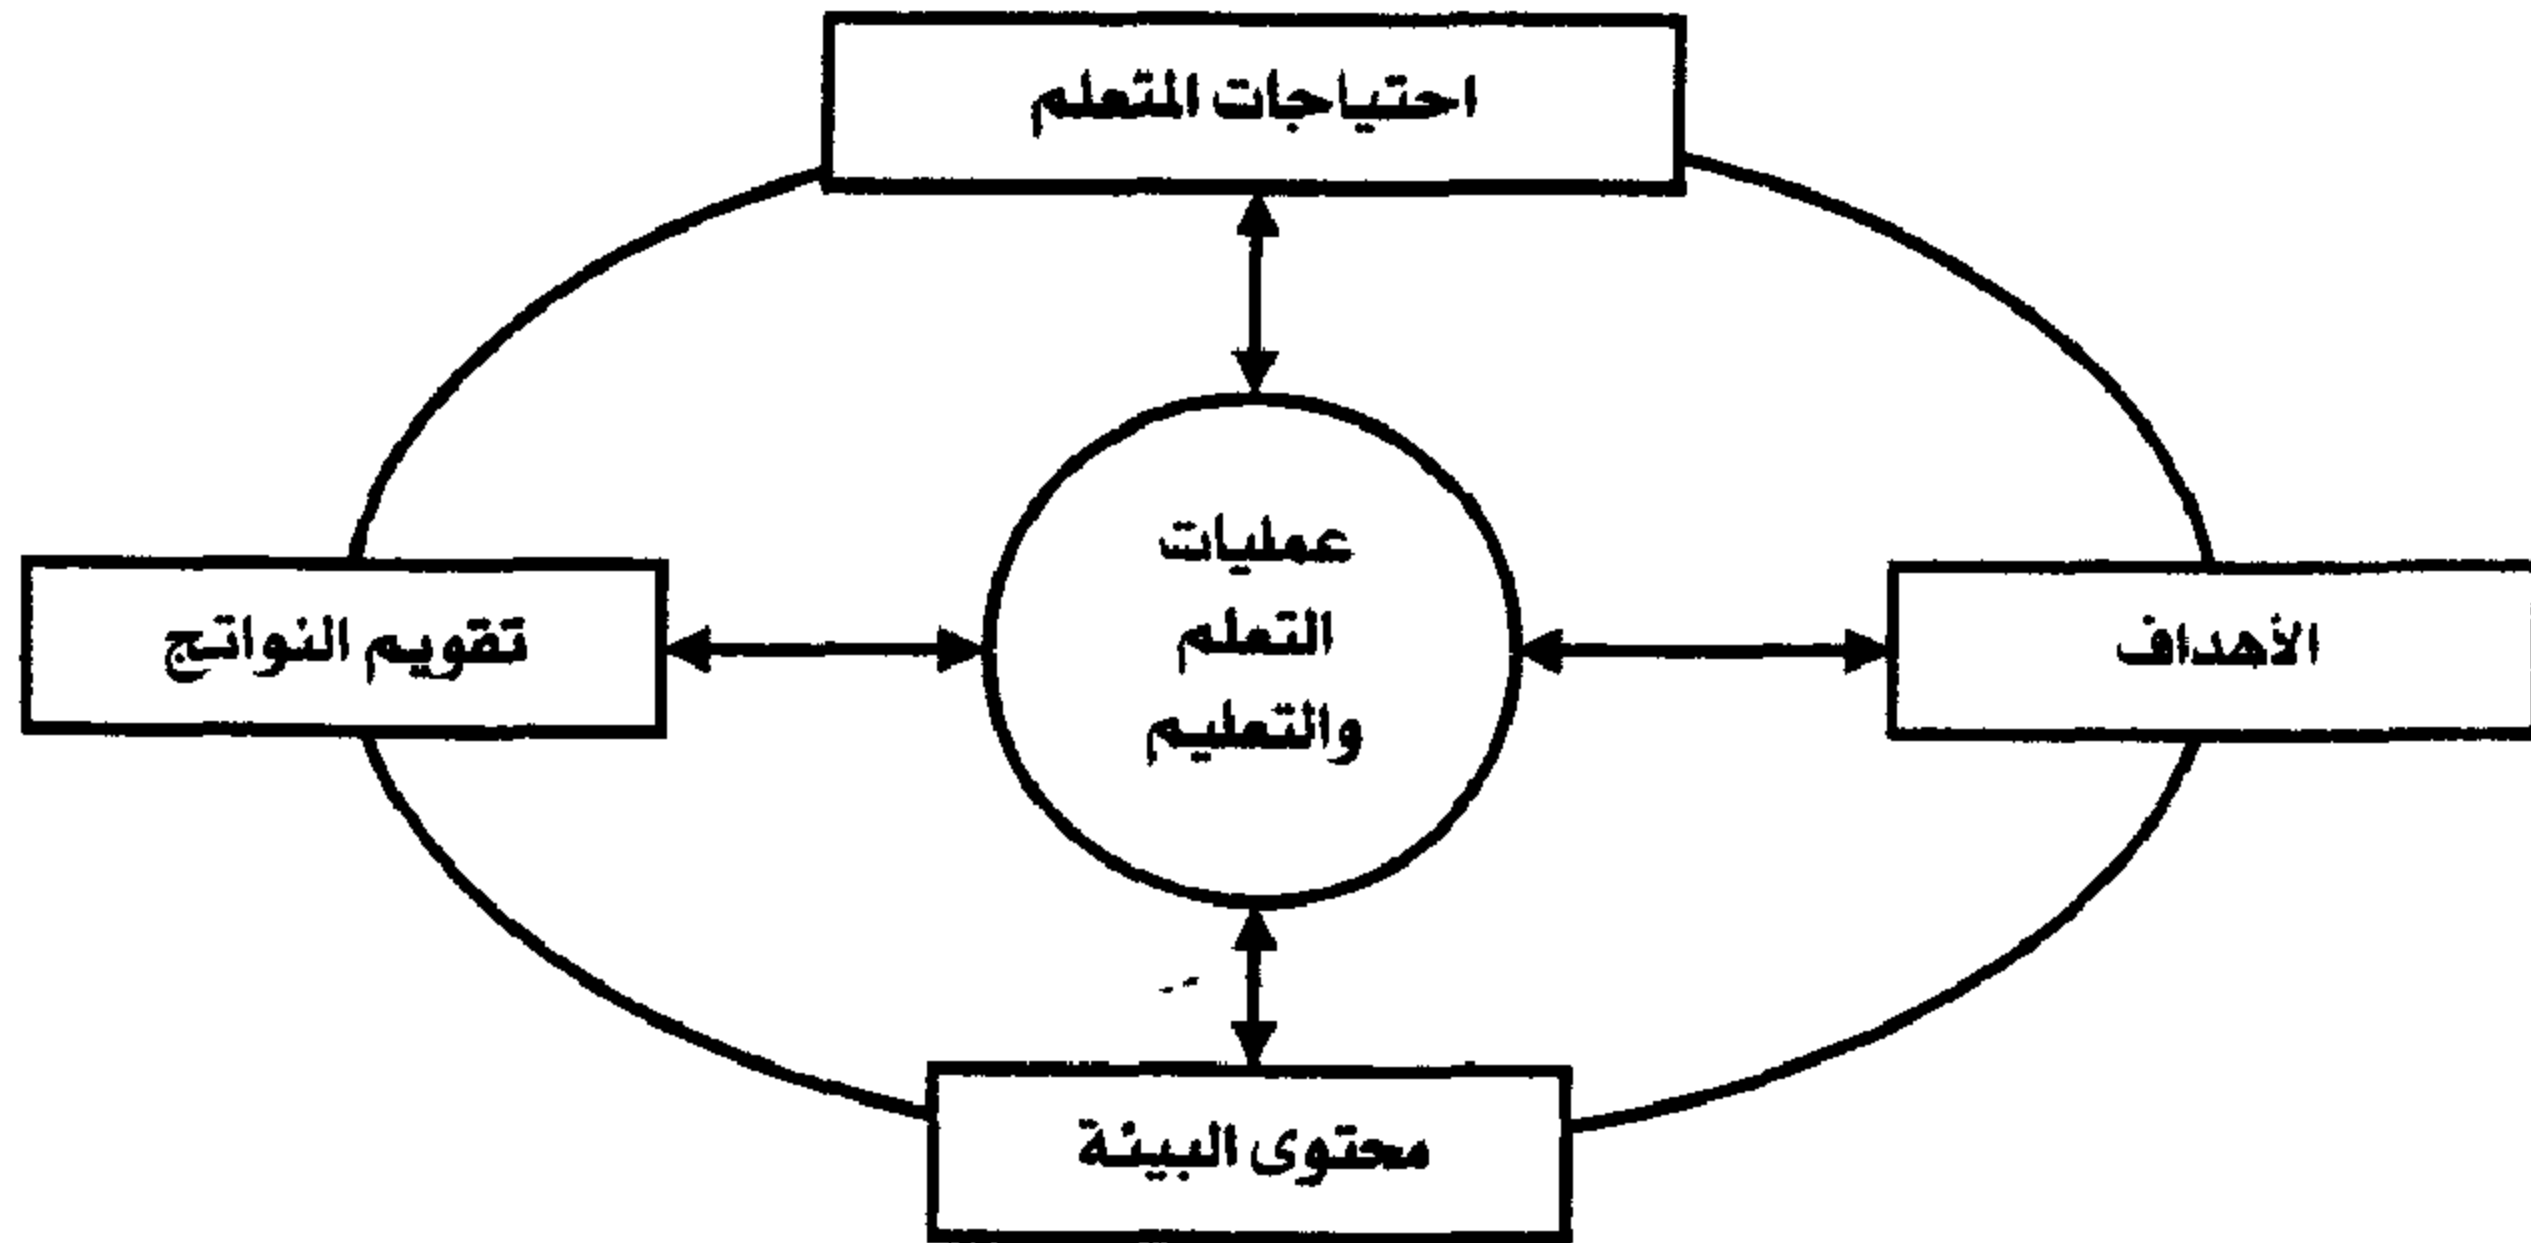 احتياجات المتعلم
الأهداف
عمليات
التعلم
والتعليم
تقويم النواتج
محتوى البيئة